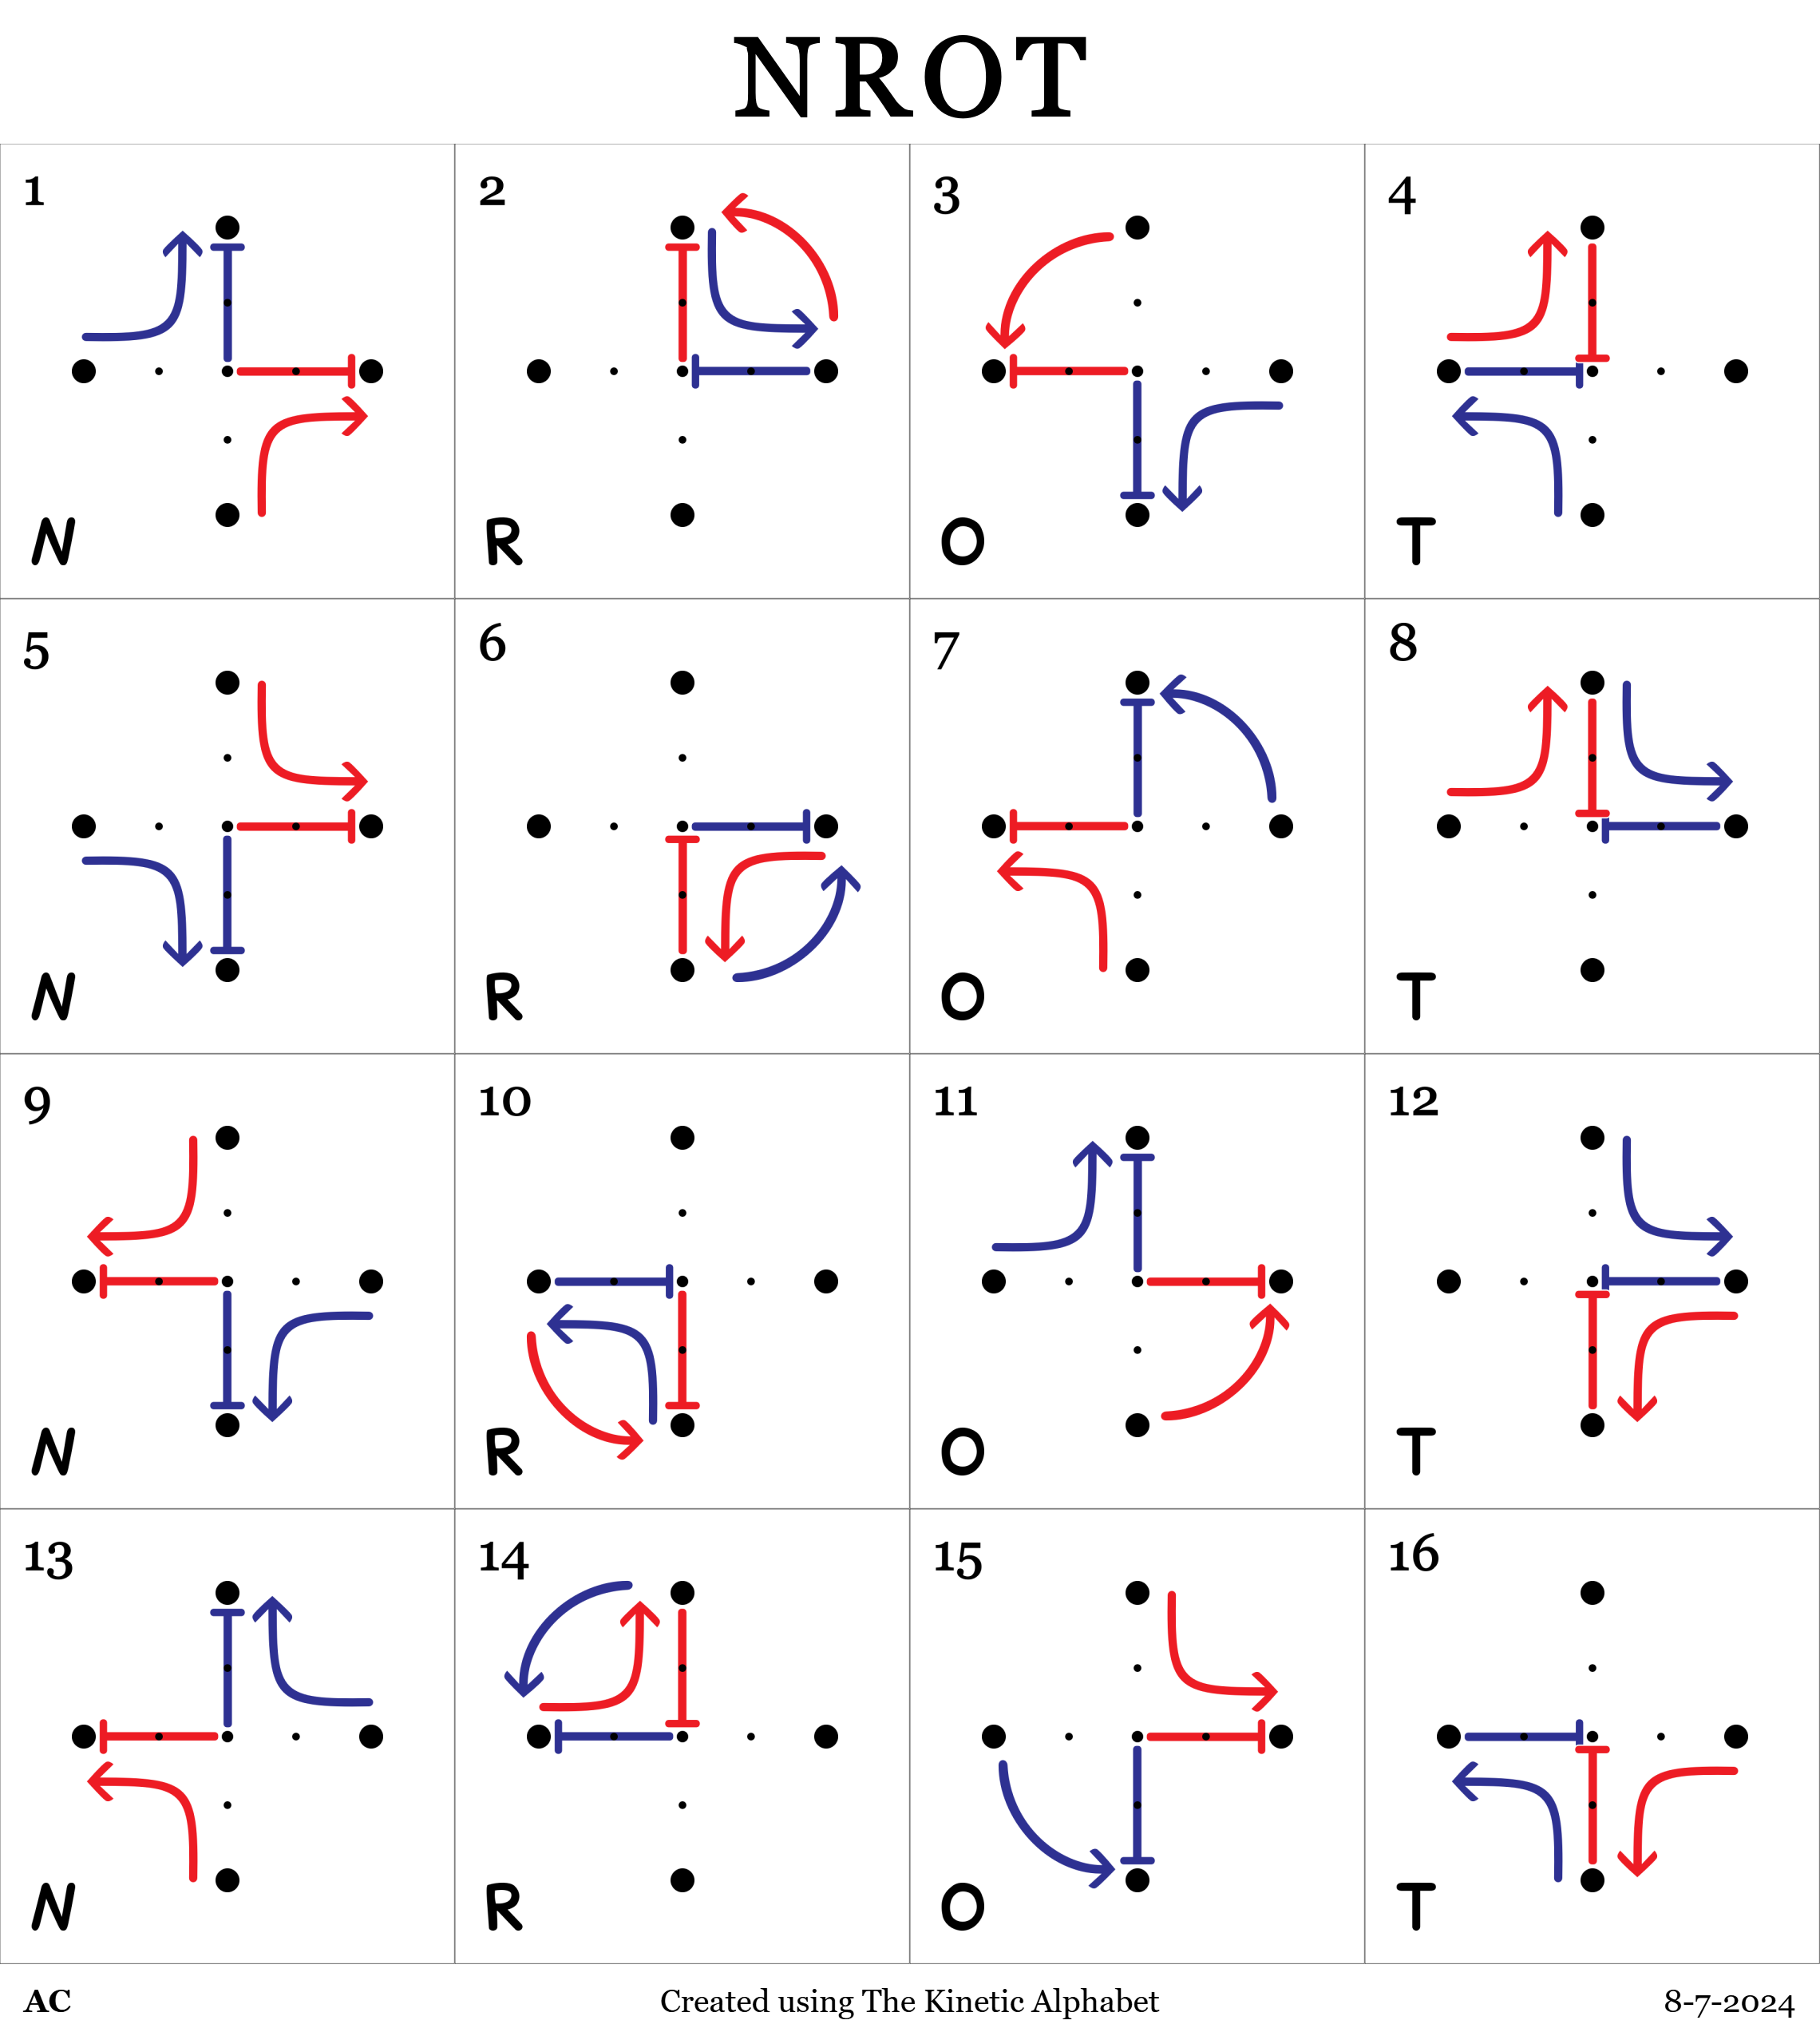 NROT
1 2 3 4
N R O T
5 6 7 8
N R O T
9 10 11 12
N R O T
13 14 15 16
N R O T
AC Created using The Kinetic Alphabet 8-7-2024